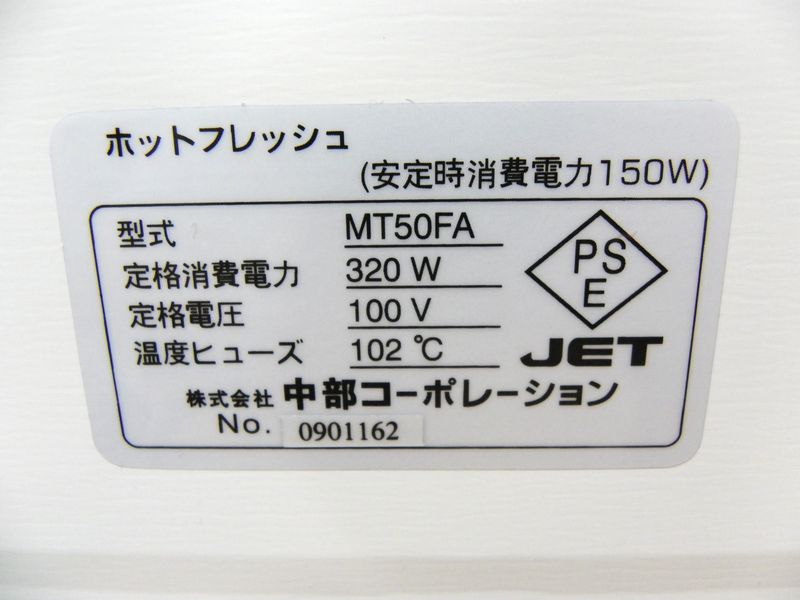 ホットフレッシュ
(安定時消費電力150W)
型式 MT50FA
定格消費電力 320 W
定格電圧 100 V
温度ヒューズ 102 ℃
PS
E
JET
株式会社 中部コーポレーション
No. 0901162